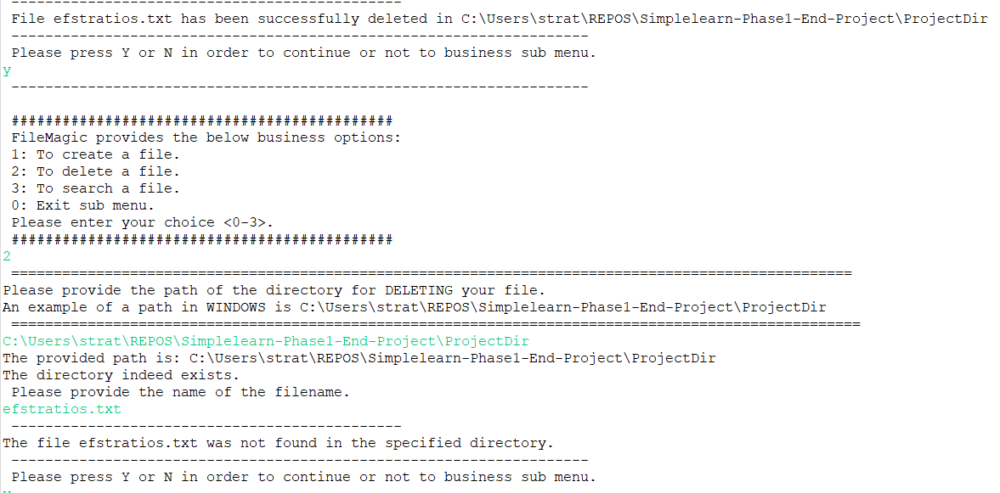 ----------------------------------------------
File efstratios.txt has been successfully deleted in C:\Users\strat\REPOS\Simplelearn-Phase1-End-Project\ProjectDir
--------------------------------------------------------------------
Please press Y or N in order to continue or not to business sub menu.
y
--------------------------------------------------------------------
#############################################
FileMagic provides the below business options:
1: To create a file.
2: To delete a file.
3: To search a file.
0: Exit sub menu.
Please enter your choice <0-3>.
#############################################
2
===================================================================================================
Please provide the path of the directory for DELETING your file.
An example of a path in WINDOWS is C:\Users\strat\REPOS\Simplelearn-Phase1-End-Project\ProjectDir
====================================================================================================
C:\Users\strat\REPOS\Simplelearn-Phase1-End-Project\ProjectDir
The provided path is: C:\Users\strat\REPOS\Simplelearn-Phase1-End-Project\ProjectDir
The directory indeed exists.
Please provide the name of the filename.
efstratios.txt
----------------------------------------------
The file efstratios.txt was not found in the specified directory.
--------------------------------------------------------------------
Please press Y or N in order to continue or not to business sub menu.